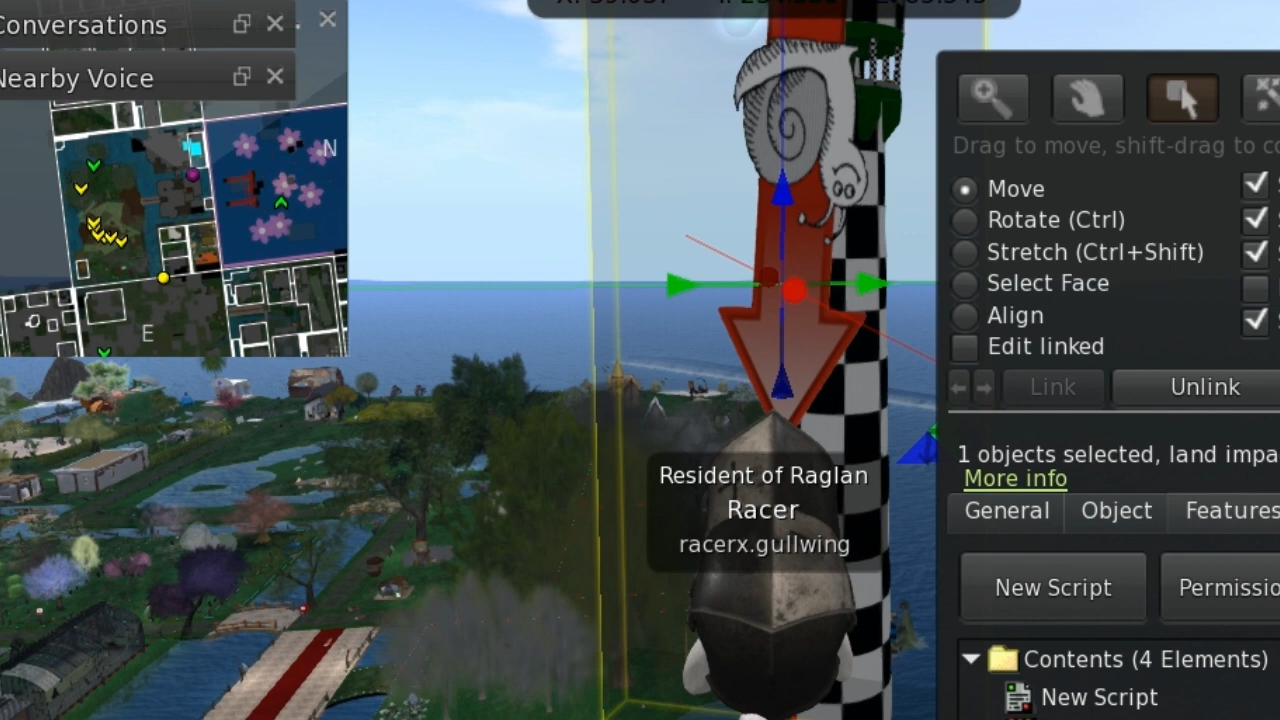 Conversations
Nearby Voice
N
E
Drag to move, shift-drag to co
Move
Rotate (Ctrl)
Stretch (Ctrl+Shift)
Select Face
Align
Edit linked
Link
Unlink
1 objects selected, land impa
More info
General
Object
Features
New Script
Permissio
Contents (4 Elements)
New Script
Resident of Raglan
Racer
racerx.gullwing